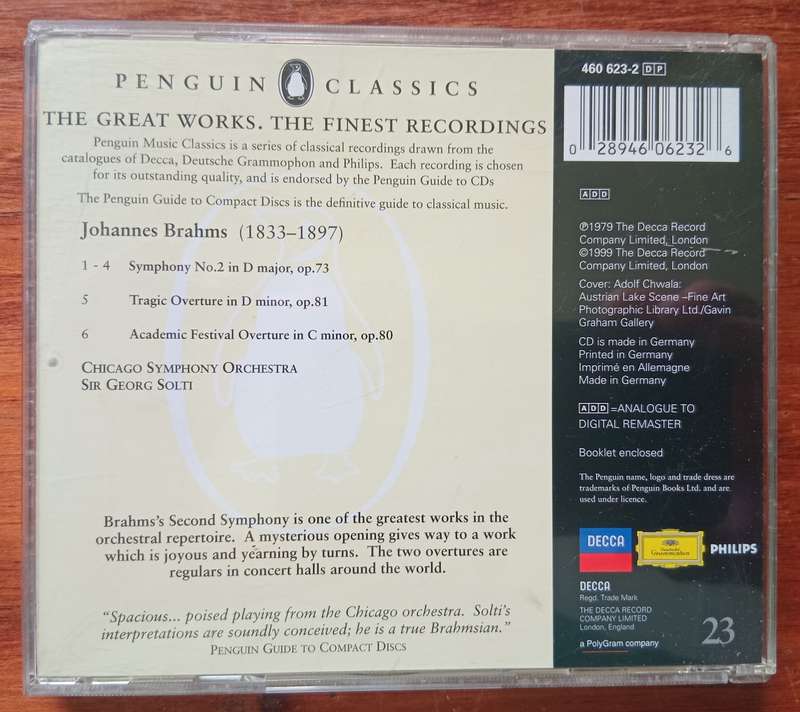 PENGUIN CLASSICS
THE GREAT WORKS. THE FINEST RECORDINGS
Penguin Music Classics is a series of classical recordings drawn from the
catalogues of Decca, Deutsche Grammophon and Philips. Each recording is chosen
for its outstanding quality, and is endorsed by the Penguin Guide to CDs
The Penguin Guide to Compact Discs is the definitive guide to classical music.
Johannes Brahms (1833–1897)
1 - 4 Symphony No.2 in D major, op.73
5 Tragic Overture in D minor, op.81
6 Academic Festival Overture in C minor, op.80
CHICAGO SYMPHONY ORCHESTRA
SIR GEORG SOLTI
Brahms's Second Symphony is one of the greatest works in the
orchestral repertoire. A mysterious opening gives way to a work
which is joyous and yearning by turns. The two overtures are
regulars in concert halls around the world.
“Spacious... poised playing from the Chicago orchestra. Solti's
interpretations are soundly conceived; he is a true Brahmsian.”
PENGUIN GUIDE TO COMPACT DISCS
460 623-2 DP
0 28946 06232 6
ADD
℗1979 The Decca Record
Company Limited, London
©1999 The Decca Record
Company Limited, London
Cover: Adolf Chwala:
Austrian Lake Scene –Fine Art
Photographic Library Ltd./Gavin
Graham Gallery
CD is made in Germany
Printed in Germany
Imprimé en Allemagne
Made in Germany
ADD=ANALOGUE TO
DIGITAL REMASTER
Booklet enclosed
The Penguin name, logo and trade dress are
trademarks of Penguin Books Ltd. and are
used under licence.
DECCA Deutsche Grammophon PHILIPS
DECCA
Regd. Trade Mark
THE DECCA RECORD
COMPANY LIMITED
London, England
a PolyGram company
23